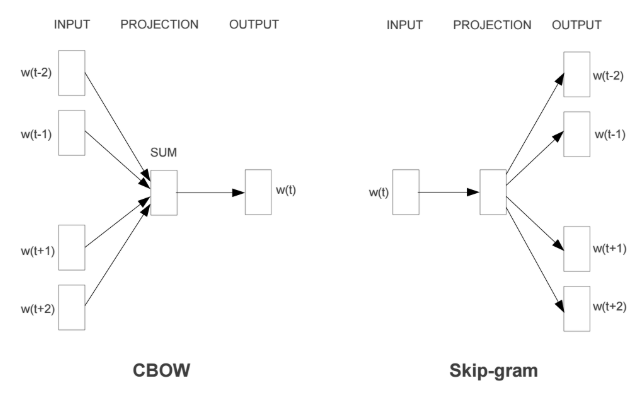 INPUT PROJECTION OUTPUT
w(t-2)
w(t-1)
SUM
w(t)
w(t+1)
w(t+2)
CBOW
INPUT PROJECTION OUTPUT
w(t-2)
w(t-1)
w(t)
w(t+1)
w(t+2)
Skip-gram